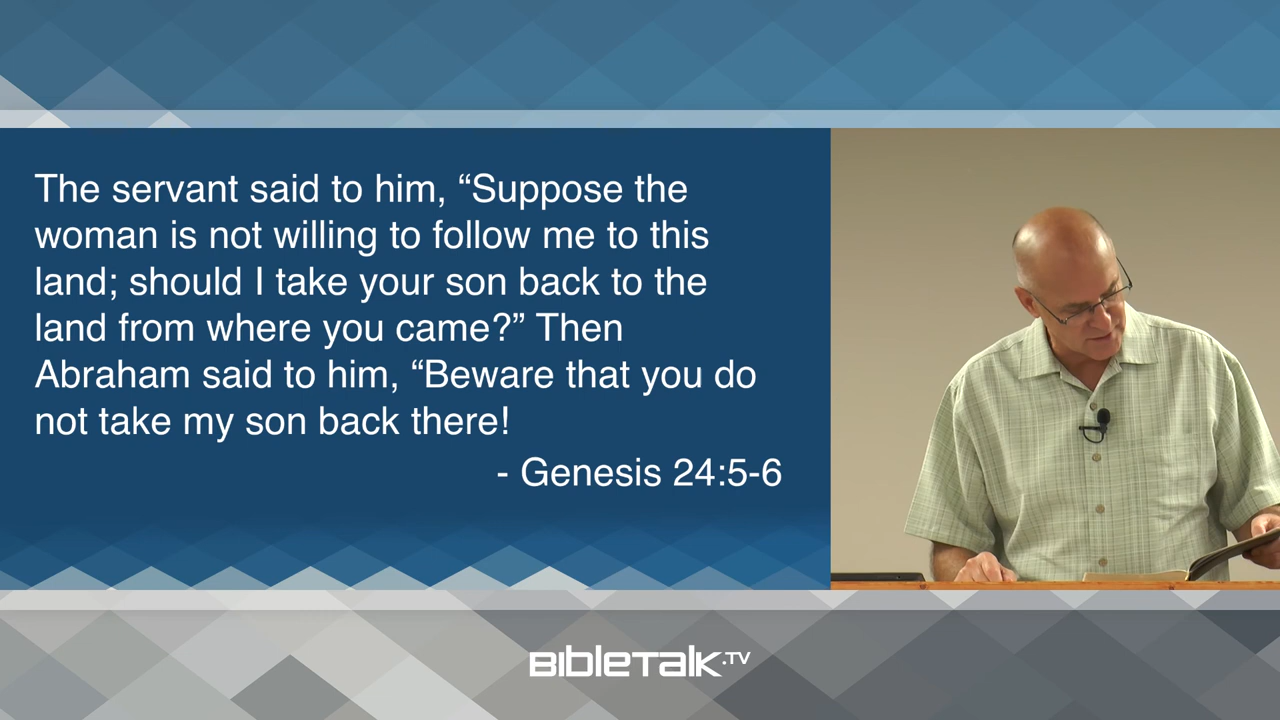 The servant said to him, “Suppose the
woman is not willing to follow me to this
land; should I take your son back to the
land from where you came?” Then
Abraham said to him, “Beware that you do
not take my son back there!
- Genesis 24:5-6
BIBLETALK.TV